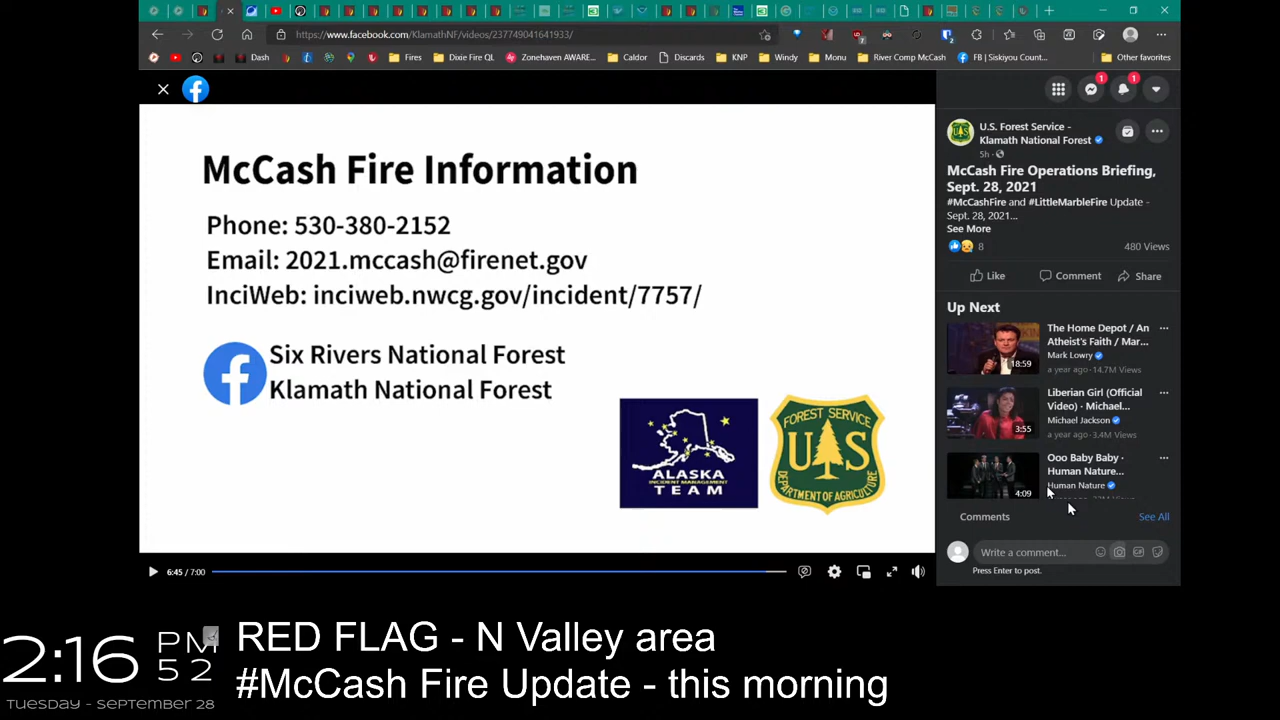 https://www.facebook.com/KlamathNF/videos/237749041641933/
Dash
Fires
Dixie Fire QL
Zonehaven AWARE...
Caldor
Discards
KNP
Windy
Monu
River Comp McCash
FB | Siskiyou Count...
Other favorites
McCash Fire Information
Phone: 530-380-2152
Email: 2021.mccash@firenet.gov
InciWeb: inciweb.nwcg.gov/incident/7757/
Six Rivers National Forest
Klamath National Forest
ALASKA
INCIDENT MANAGEMENT
TEAM
FOREST SERVICE
U S
DEPARTMENT OF AGRICULTURE
6:45 / 7:00
1
1
U.S. Forest Service -
Klamath National Forest
5h
McCash Fire Operations Briefing,
Sept. 28, 2021
#McCashFire and #LittleMarbleFire Update -
Sept. 28, 2021...
See More
8
480 Views
Like
Comment
Share
Up Next
The Home Depot / An
Atheist's Faith / Mar...
Mark Lowry
a year ago · 14.7M Views
18:59
Liberian Girl (Official
Video) · Michael...
Michael Jackson
a year ago · 3.4M Views
3:55
Ooo Baby Baby ·
Human Nature...
Human Nature
4:09
Comments
See All
Write a comment...
Press Enter to post.
2:16 PM
52
TUESDAY - SEPTEMBER 28
RED FLAG - N Valley area
#McCash Fire Update - this morning